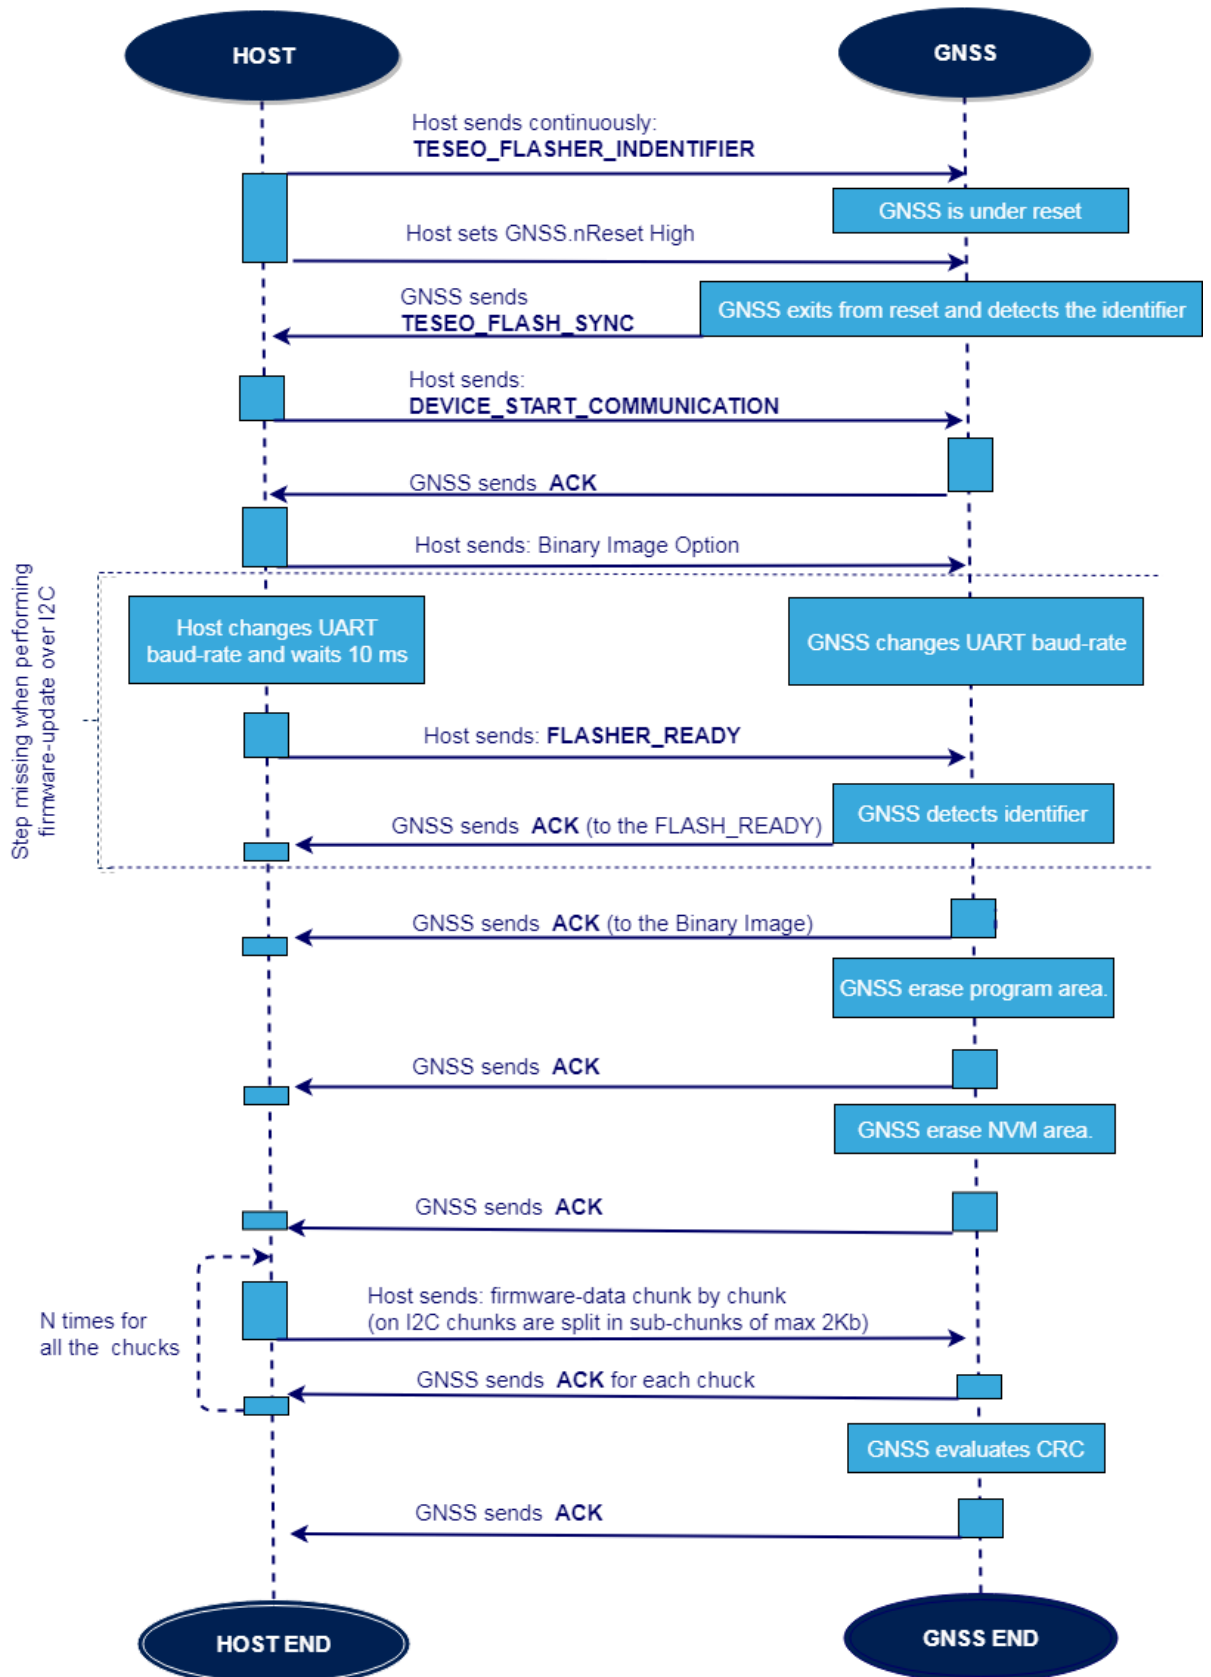 HOST
GNSS
Host sends continuously:
TESEO_FLASHER_INDENTIFIER
GNSS is under reset
Host sets GNSS.nReset High
GNSS sends
TESEO_FLASH_SYNC
GNSS exits from reset and detects the identifier
Host sends:
DEVICE_START_COMMUNICATION
GNSS sends ACK
Host sends: Binary Image Option
Step missing when performing
firmware-update over I2C
Host changes UART
baud-rate and waits 10 ms
GNSS changes UART baud-rate
Host sends: FLASHER_READY
GNSS detects identifier
GNSS sends ACK (to the FLASH_READY)
GNSS sends ACK (to the Binary Image)
GNSS erase program area.
GNSS sends ACK
GNSS erase NVM area.
GNSS sends ACK
N times for
all the chucks
Host sends: firmware-data chunk by chunk
(on I2C chunks are split in sub-chunks of max 2Kb)
GNSS sends ACK for each chuck
GNSS evaluates CRC
GNSS sends ACK
HOST END
GNSS END